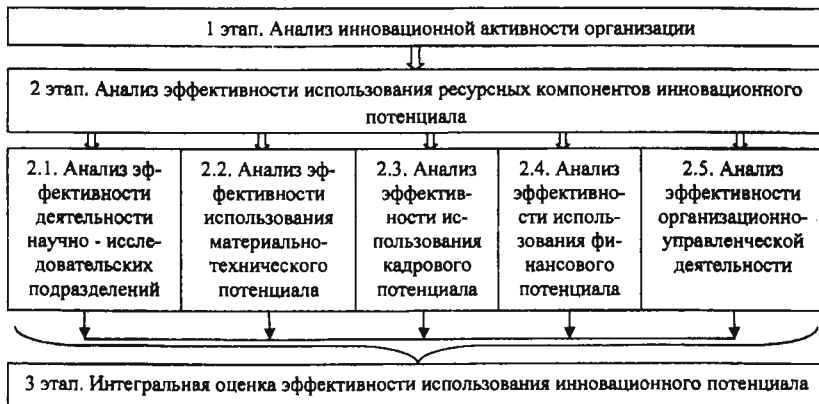 1 этап. Анализ инновационной активности организации
2 этап. Анализ эффективности использования ресурсных компонентов инновационного
потенциала
2.1. Анализ эф-
фективности
деятельности
научно - иссле-
довательских
подразделений
2.2. Анализ эф-
фективности
использования
материально-
технического
потенциала
2.3. Анализ
эффектив-
ности ис-
пользования
кадрового
потенциала
2.4. Анализ
эффективно-
сти исполь-
зования фи-
нансового
потенциала
2.5. Анализ
эффективности
организационно-
управленческой
деятельности
3 этап. Интегральная оценка эффективности использования инновационного потенциала